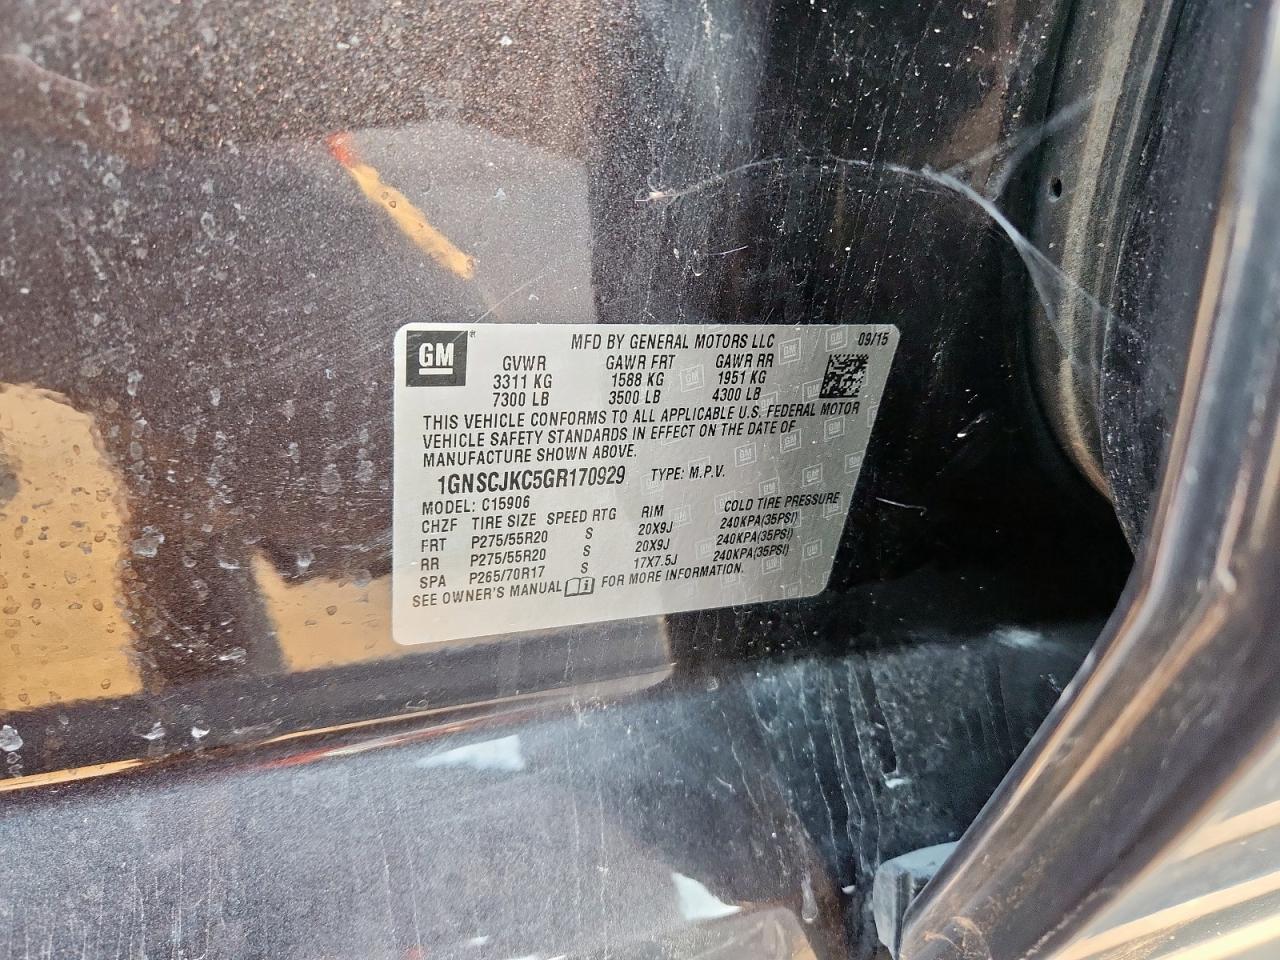 GM
MFD BY GENERAL MOTORS LLC 09/15
GVWR GAWR FRT GAWR RR
3311 KG 1588 KG 1951 KG
7300 LB 3500 LB 4300 LB
THIS VEHICLE CONFORMS TO ALL APPLICABLE U.S. FEDERAL MOTOR
VEHICLE SAFETY STANDARDS IN EFFECT ON THE DATE OF
MANUFACTURE SHOWN ABOVE.
1GNSCJKC5GR170929 TYPE: M.P.V.
MODEL: C15906
CHZF TIRE SIZE SPEED RTG RIM COLD TIRE PRESSURE
FRT P275/55R20 S 20X9J 240KPA(35PSI)
RR P275/55R20 S 20X9J 240KPA(35PSI)
SPA P265/70R17 S 17X7.5J 240KPA(35PSI)
SEE OWNER'S MANUAL FOR MORE INFORMATION.